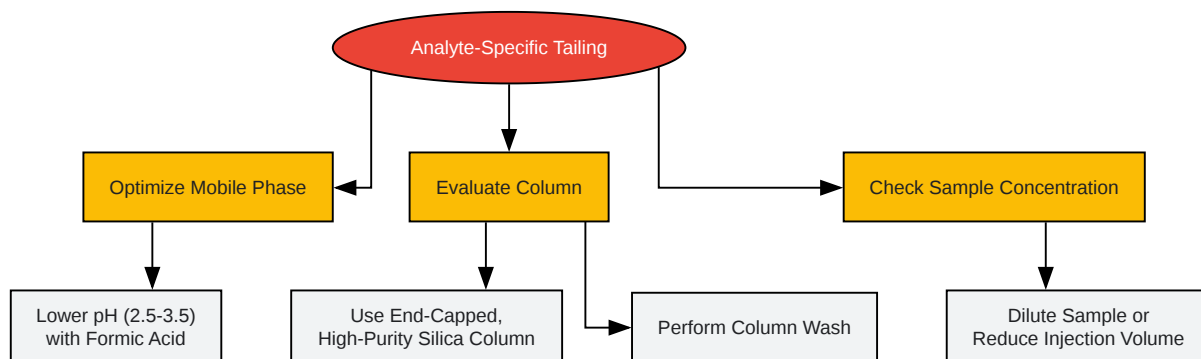 Analyte-Specific Tailing
Optimize Mobile Phase
Evaluate Column
Check Sample Concentration
Lower pH (2.5-3.5)
with Formic Acid
Use End-Capped,
High-Purity Silica Column
Perform Column Wash
Dilute Sample or
Reduce Injection Volume